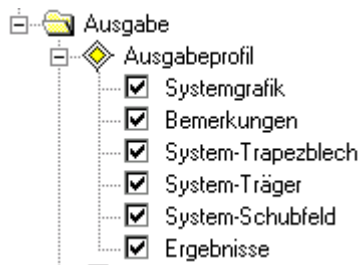 Ausgabe
Ausgabeprofil
Systemgrafik
Bemerkungen
System-Trapezblech
System-Träger
System-Schubfeld
Ergebnisse